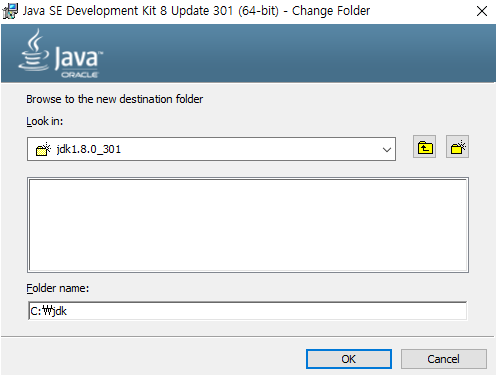 Java SE Development Kit 8 Update 301 (64-bit) - Change Folder
Java™
ORACLE
Browse to the new destination folder
Look in:
jdk1.8.0_301
Folder name:
C:₩jdk
OK
Cancel